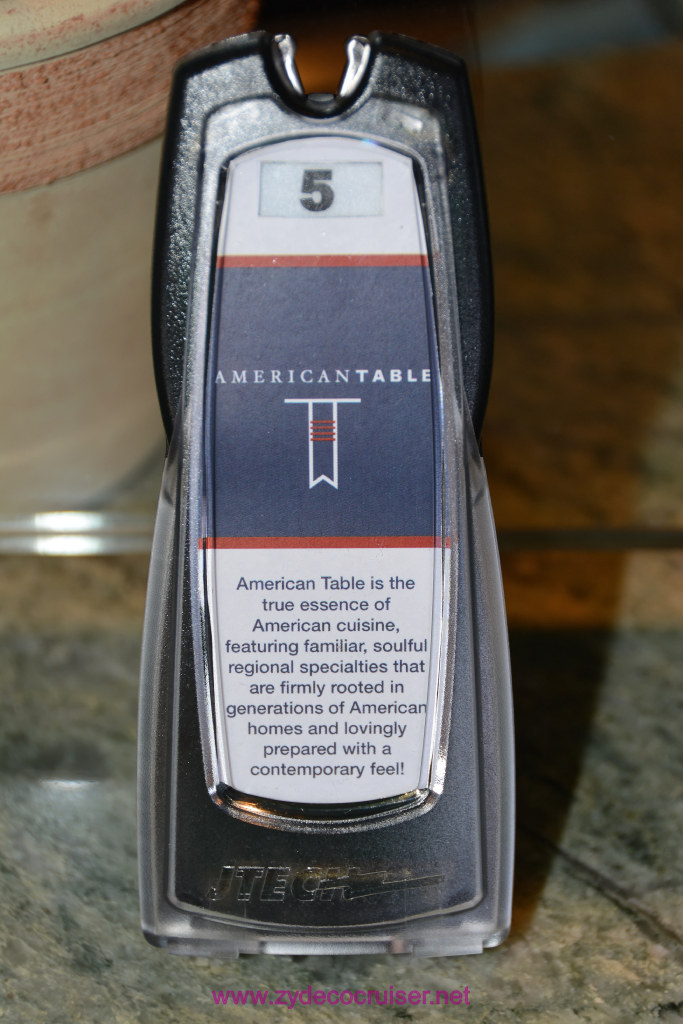 5
AMERICANTABLE
American Table is the
true essence of
American cuisine,
featuring familiar, soulful
regional specialties that
are firmly rooted in
generations of American
homes and lovingly
prepared with a
contemporary feel!
JTECH
www.zydecocruiser.net